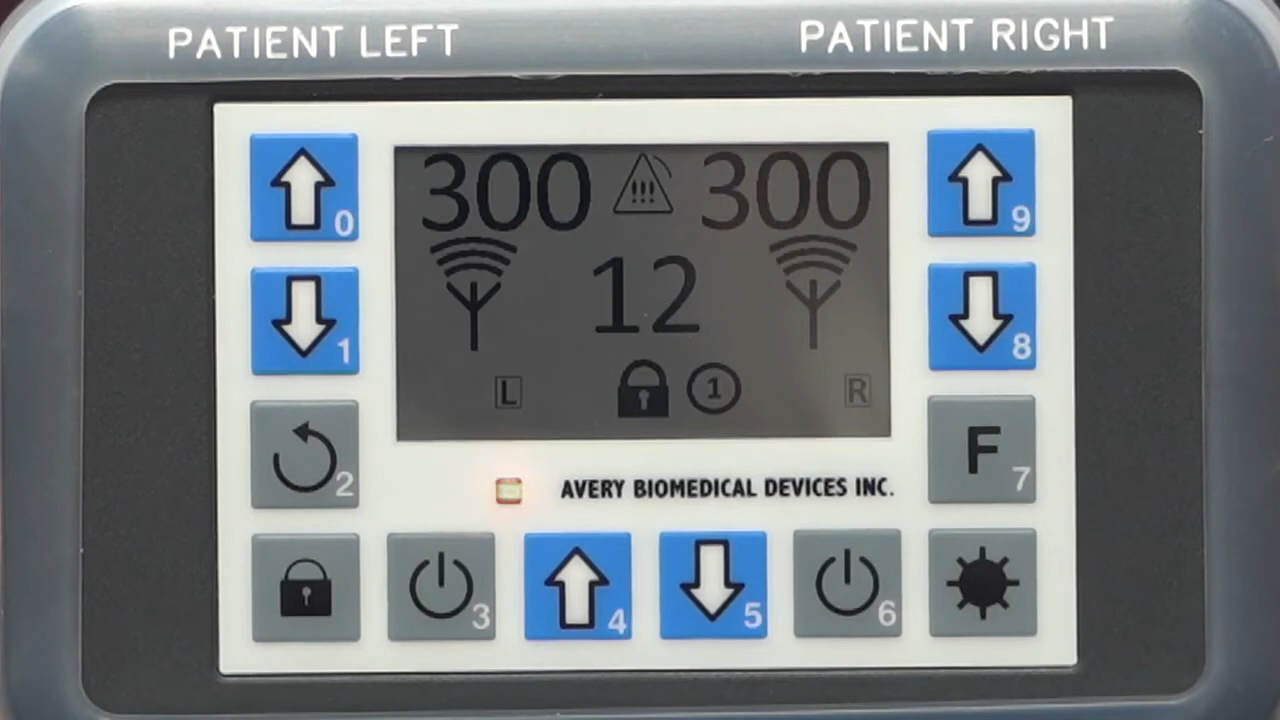 PATIENT LEFT PATIENT RIGHT
0
9
300 !!! 300
12
1
8
L 1 R
2
F 7
AVERY BIOMEDICAL DEVICES INC.
3 4 5 6